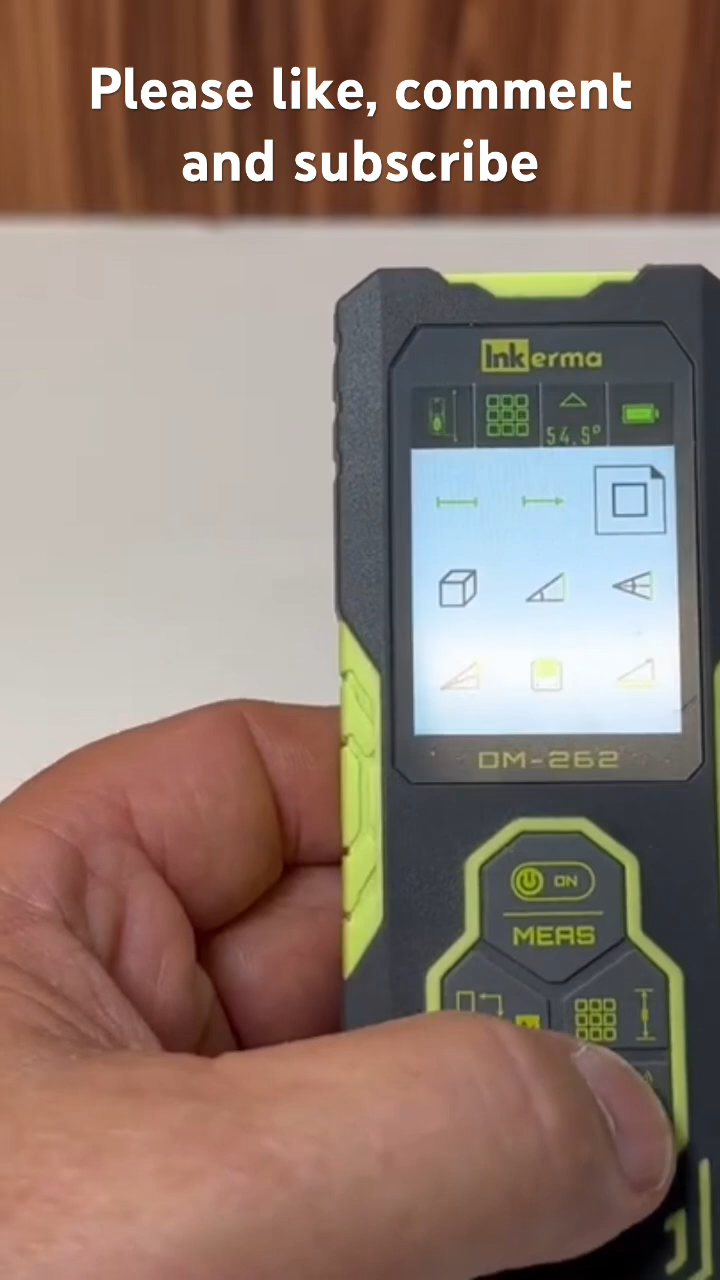 Please like, comment
and subscribe
Inkerma
54.5°
DM-262
ON
MEAS